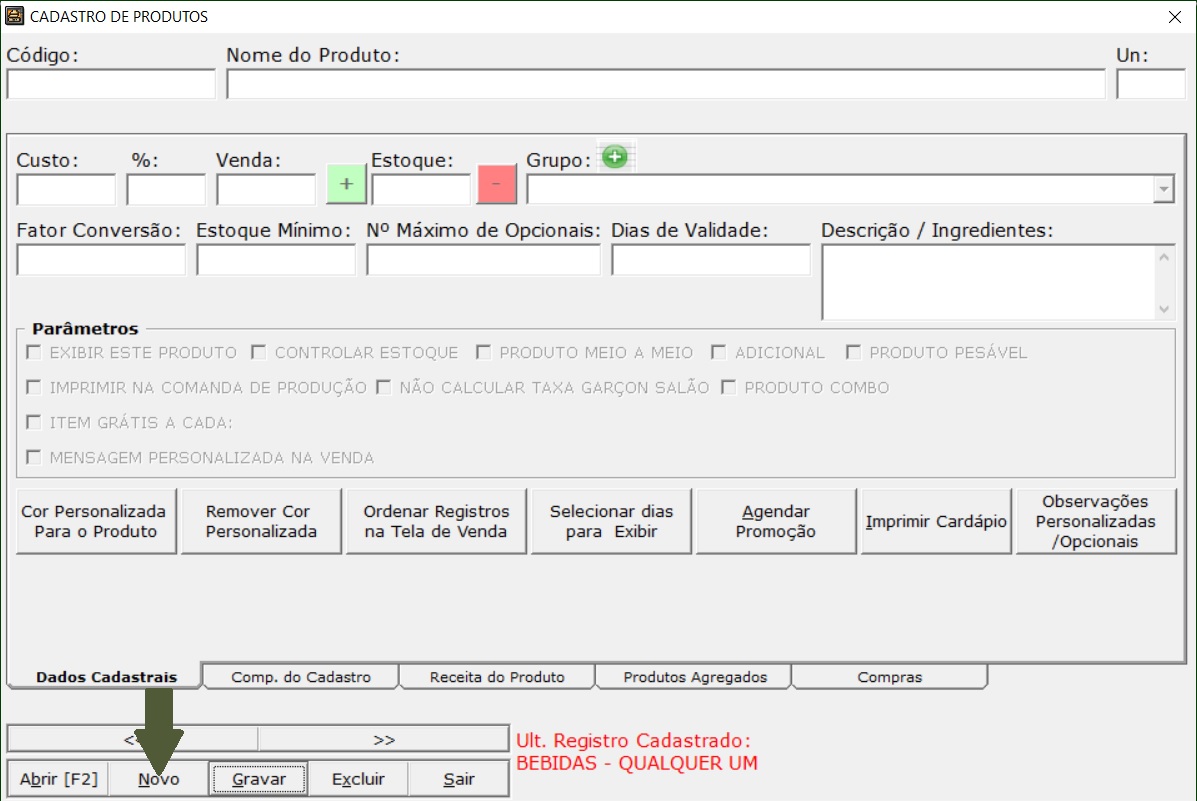 CADASTRO DE PRODUTOS
Código: Nome do Produto: Un:
Custo: %: Venda: + Estoque: - Grupo:
Fator Conversão: Estoque Mínimo: Nº Máximo de Opcionais: Dias de Validade: Descrição / Ingredientes:
Parâmetros
EXIBIR ESTE PRODUTO CONTROLAR ESTOQUE PRODUTO MEIO A MEIO ADICIONAL PRODUTO PESÁVEL
IMPRIMIR NA COMANDA DE PRODUÇÃO NÃO CALCULAR TAXA GARÇON SALÃO PRODUTO COMBO
ITEM GRÁTIS A CADA:
MENSAGEM PERSONALIZADA NA VENDA
Cor Personalizada
Para o Produto
Remover Cor
Personalizada
Ordenar Registros
na Tela de Venda
Selecionar dias
para Exibir
Agendar
Promoção
Imprimir Cardápio
Observações
Personalizadas
/Opcionais
Dados Cadastrais Comp. do Cadastro Receita do Produto Produtos Agregados Compras
>>
Ult. Registro Cadastrado:
BEBIDAS - QUALQUER UM
Abrir [F2] Novo Gravar Excluir Sair